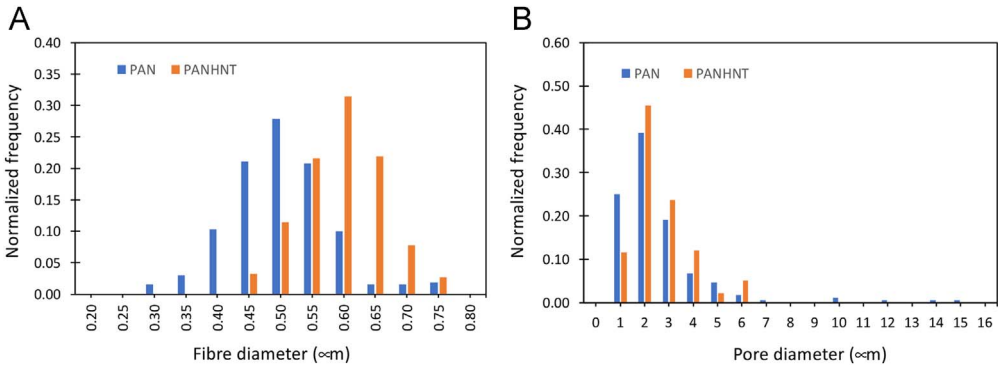 A
0.40
0.35
0.30
0.25
0.20
0.15
0.10
0.05
0.00
Normalized frequency
PAN PANHNT
0.20 0.25 0.30 0.35 0.40 0.45 0.50 0.55 0.60 0.65 0.70 0.75 0.80
Fibre diameter (∝m)
B
0.60
0.50
0.40
0.30
0.20
0.10
0.00
Normalized frequency
PAN PANHNT
0 1 2 3 4 5 6 7 8 9 10 11 12 13 14 15 16
Pore diameter (∝m)